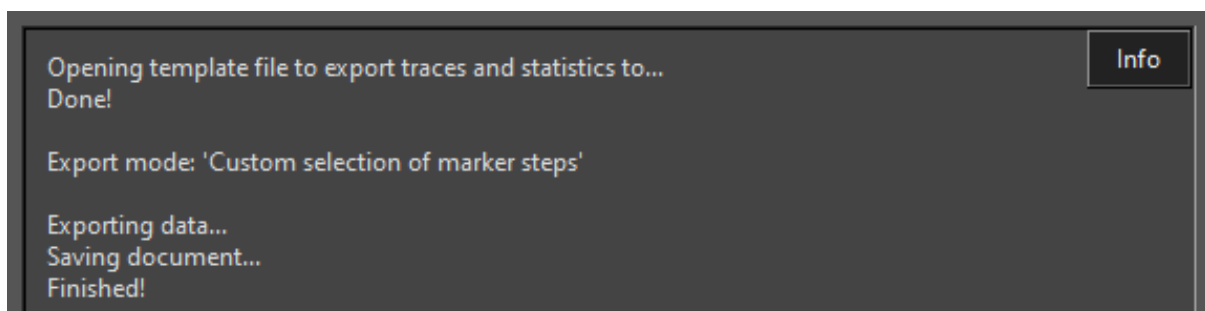 Opening template file to export traces and statistics to...
Info
Done!
Export mode: 'Custom selection of marker steps'
Exporting data...
Saving document...
Finished!